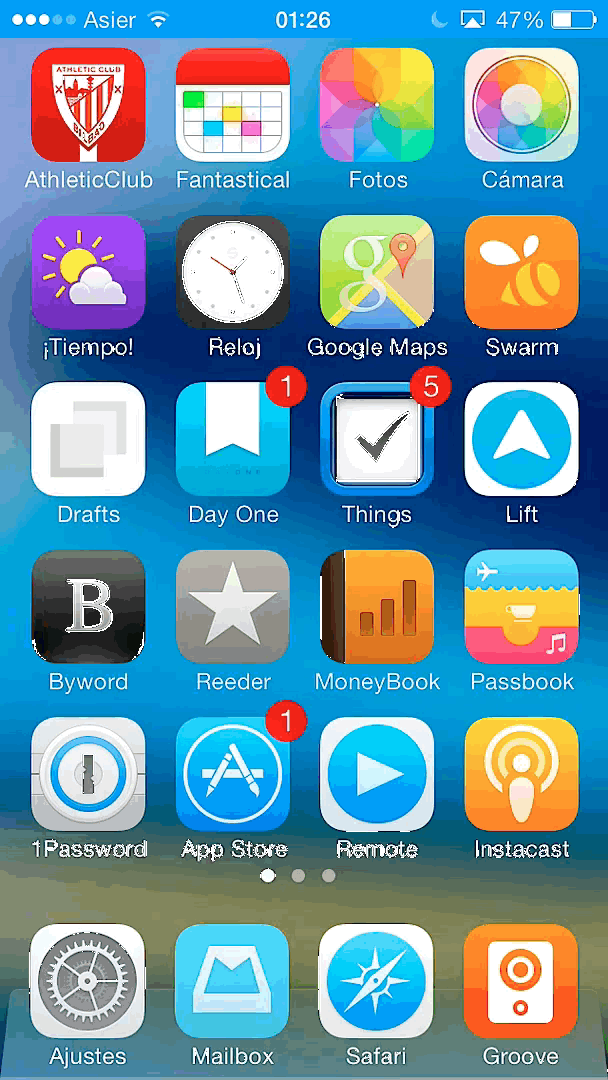 Asier 01:26 47%
ATHLETIC CLUB
AthleticClub Fantastical Fotos Cámara
g
¡Tiempo! Reloj Google Maps Swarm
1 5
Drafts Day One Things Lift
B
Byword Reeder MoneyBook Passbook
1
1Password App Store Remote Instacast
Ajustes Mailbox Safari Groove